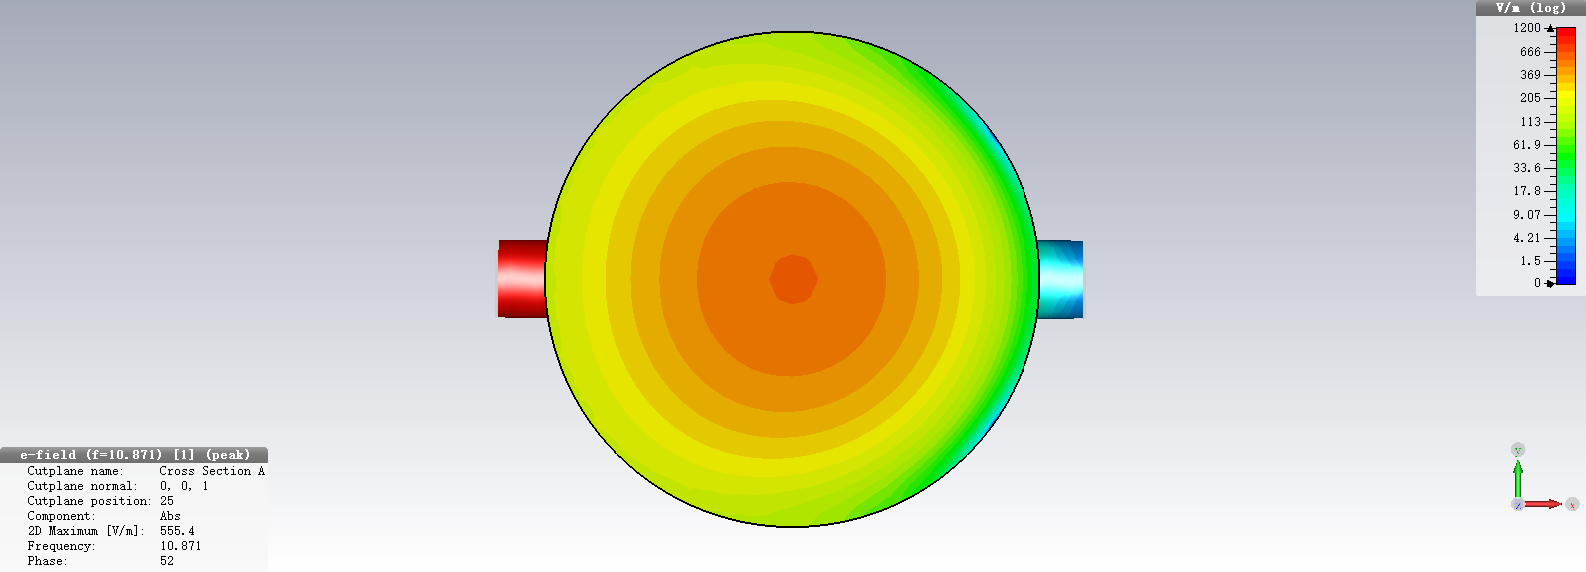 V/m (log)
1200
666
369
205
113
61.9
33.6
17.8
9.07
4.21
1.5
0
e-field (f=10.871) [1] (peak)
Cutplane name: Cross Section A
Cutplane normal: 0, 0, 1
Cutplane position: 25
Component: Abs
2D Maximum [V/m]: 555.4
Frequency: 10.871
Phase: 52
Y
Z
X